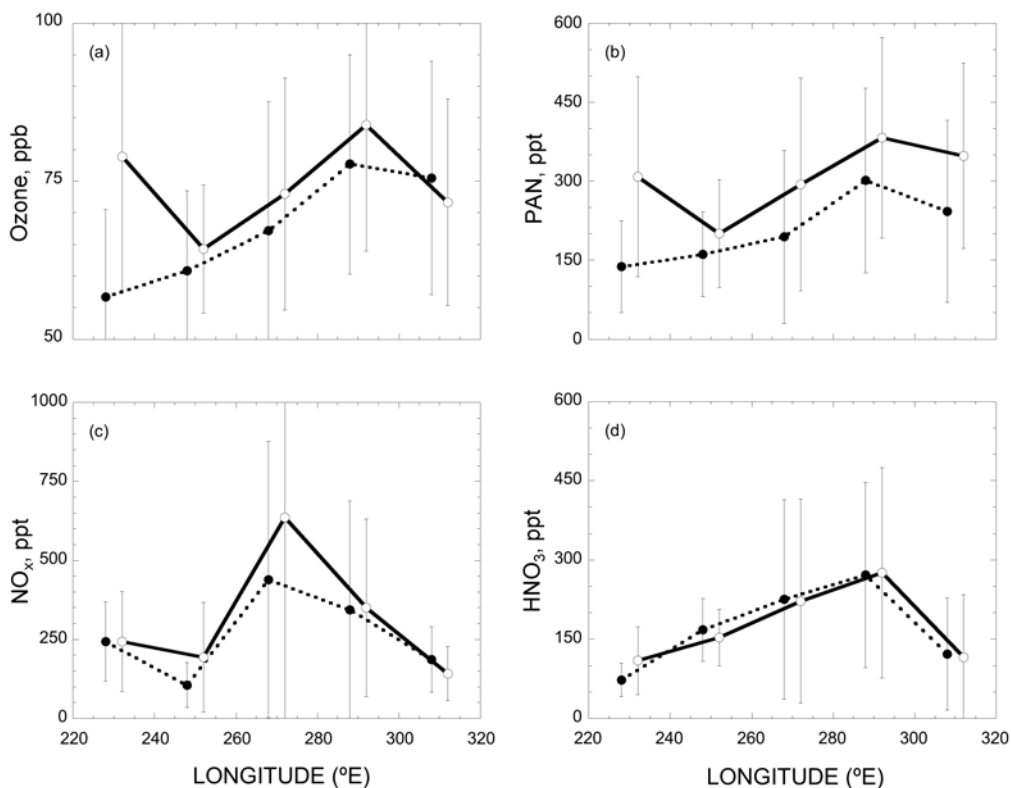 (a)
100
75
50
Ozone, ppb
(b)
600
450
300
150
0
PAN, ppt
(c)
1000
750
500
250
0
NOₓ, ppt
220 240 260 280 300 320
LONGITUDE (ºE)
(d)
600
450
300
150
0
HNO₃, ppt
220 240 260 280 300 320
LONGITUDE (ºE)